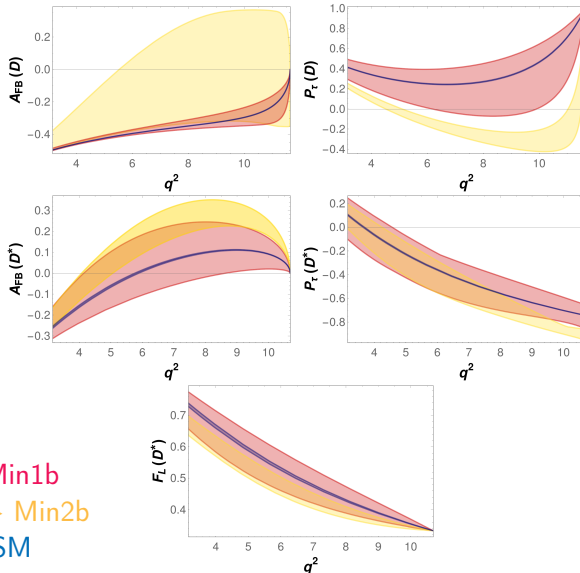 A_FB (D)
0.2
0.0
−0.2
−0.4
4 6 8 10
q²
P_τ (D)
1.0
0.8
0.6
0.4
0.2
0.0
−0.2
−0.4
4 6 8 10
q²
A_FB (D*)
0.3
0.2
0.1
0.0
−0.1
−0.2
−0.3
4 5 6 7 8 9 10
q²
P_τ (D*)
0.2
0.0
−0.2
−0.4
−0.6
−0.8
4 5 6 7 8 9 10
q²
F_L (D*)
0.7
0.6
0.5
0.4
4 5 6 7 8 9 10
q²
Min1b
Min2b
SM